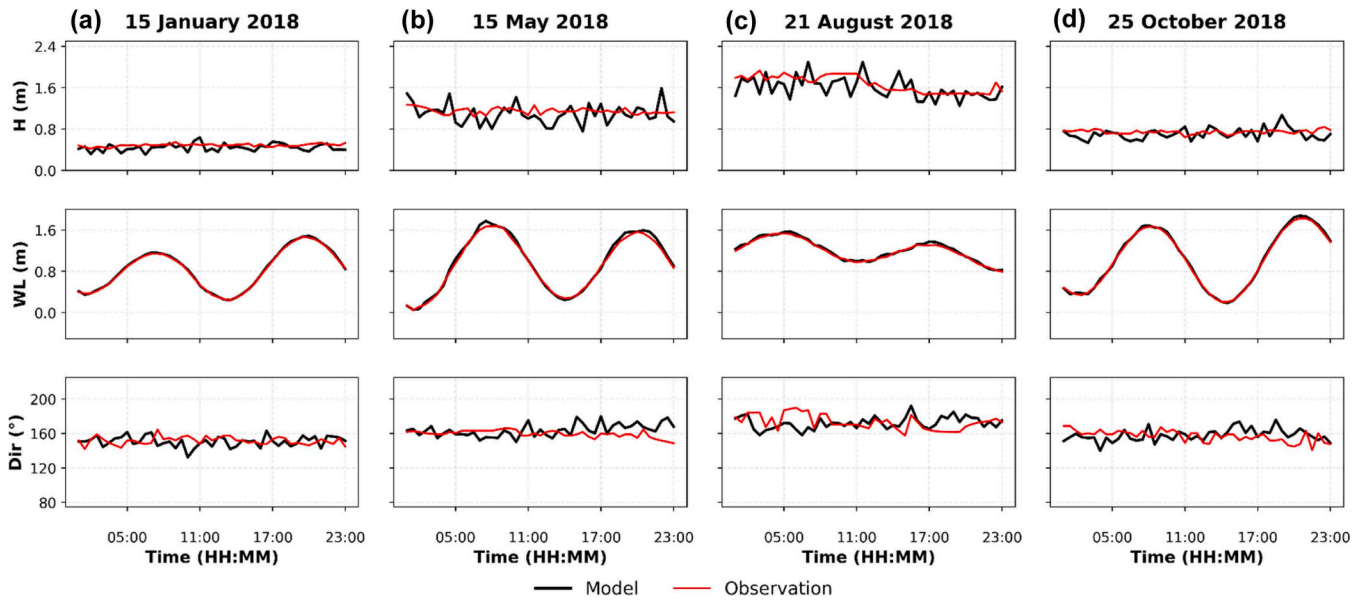 (a) 15 January 2018 (b) 15 May 2018 (c) 21 August 2018 (d) 25 October 2018
H (m)
2.4
1.6
0.8
0.0
WL (m)
1.6
0.8
0.0
Dir (°)
200
160
120
80
05:00 11:00 17:00 23:00 05:00 11:00 17:00 23:00 05:00 11:00 17:00 23:00 05:00 11:00 17:00 23:00
Time (HH:MM) Time (HH:MM) Time (HH:MM) Time (HH:MM)
Model Observation